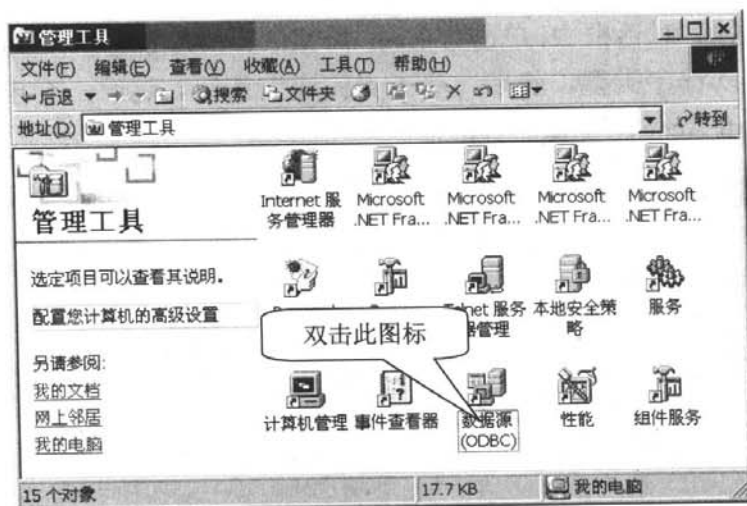 管理工具
文件(F) 编辑(E) 查看(V) 收藏(A) 工具(T) 帮助(H)
后退 搜索 文件夹
地址(D) 管理工具 转到
管理工具
选定项目可以查看其说明。
配置您计算机的高级设置
另请参阅:
我的文档
网上邻居
我的电脑
Internet 服
务管理器
Microsoft
.NET Fra...
Microsoft
.NET Fra...
Microsoft
.NET Fra...
Microsoft
.NET Fra...
服务
本地安全策
略
服务
双击此图标
计算机管理
事件查看器
数据源
(ODBC)
性能
组件服务
15 个对象 17.7 KB 我的电脑